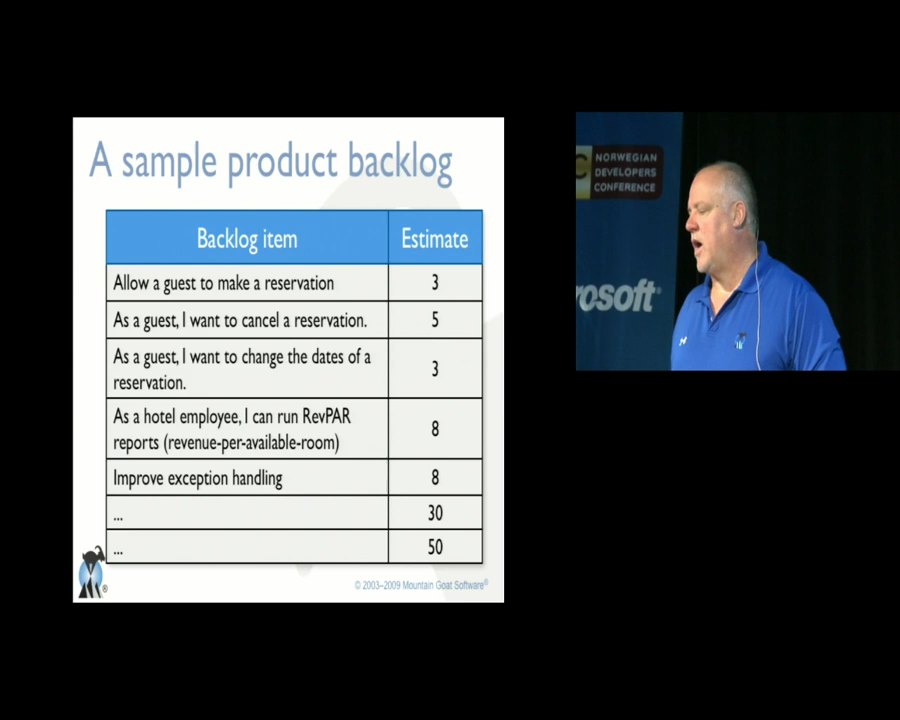 A sample product backlog
Backlog item
Estimate
Allow a guest to make a reservation
3
As a guest, I want to cancel a reservation.
5
As a guest, I want to change the dates of a
reservation.
3
As a hotel employee, I can run RevPAR
reports (revenue-per-available-room)
8
Improve exception handling
8
...
30
...
50
® © 2003–2009 Mountain Goat Software®
C
NORWEGIAN
DEVELOPERS
CONFERENCE
rosoft